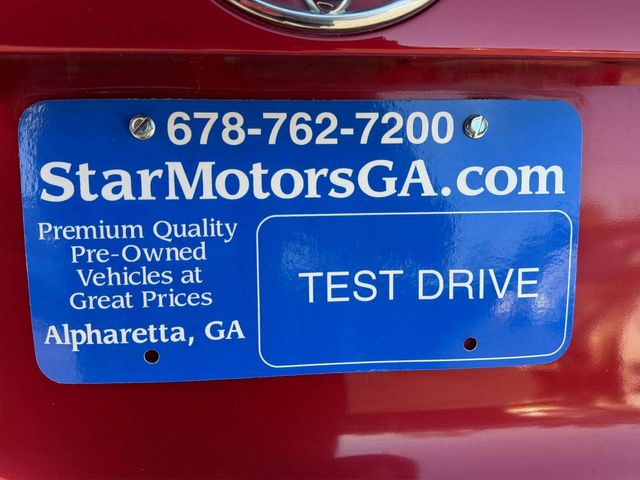 678-762-7200
StarMotorsGA.com
Premium Quality
Pre-Owned
Vehicles at
Great Prices
Alpharetta, GA
TEST DRIVE